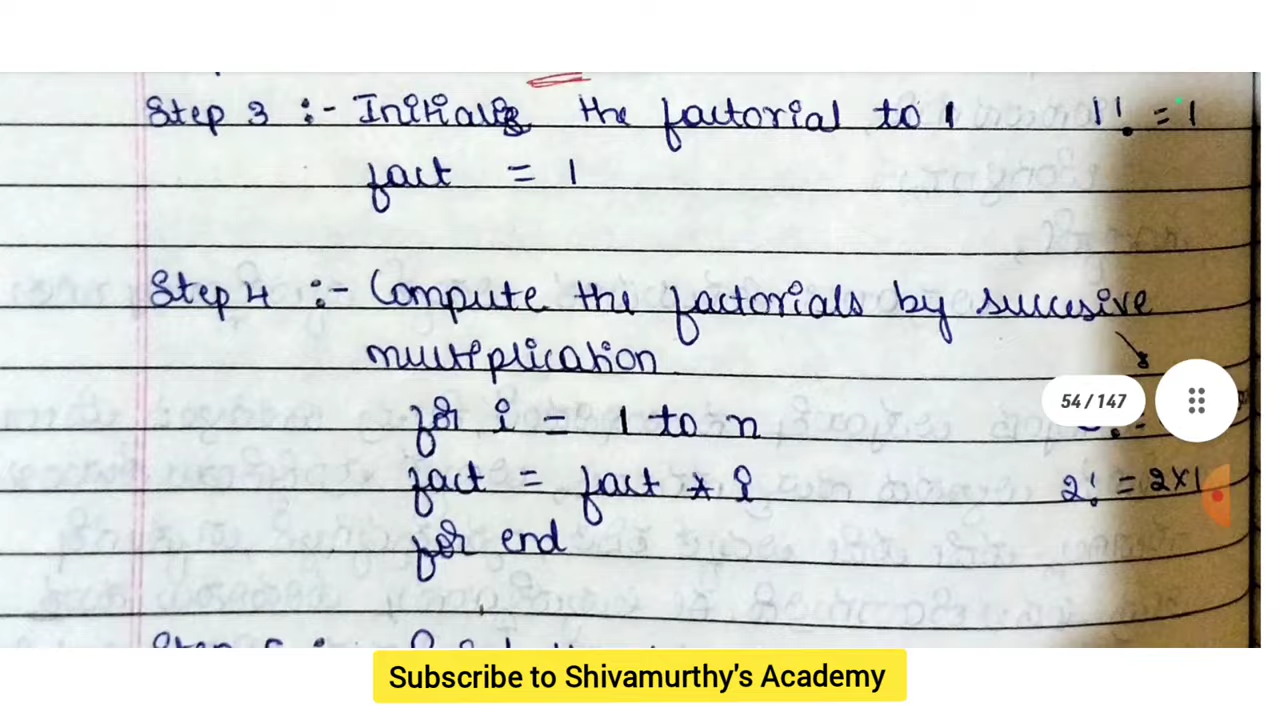 Step 3 :- Initialize the factorial to 1 1! = 1
fact = 1
Step 4 :- Compute the factorials by succesive
multiplication
54 / 147
for i = 1 to n
fact = fact * i 2! = 2×1
for end
Subscribe to Shivamurthy's Academy